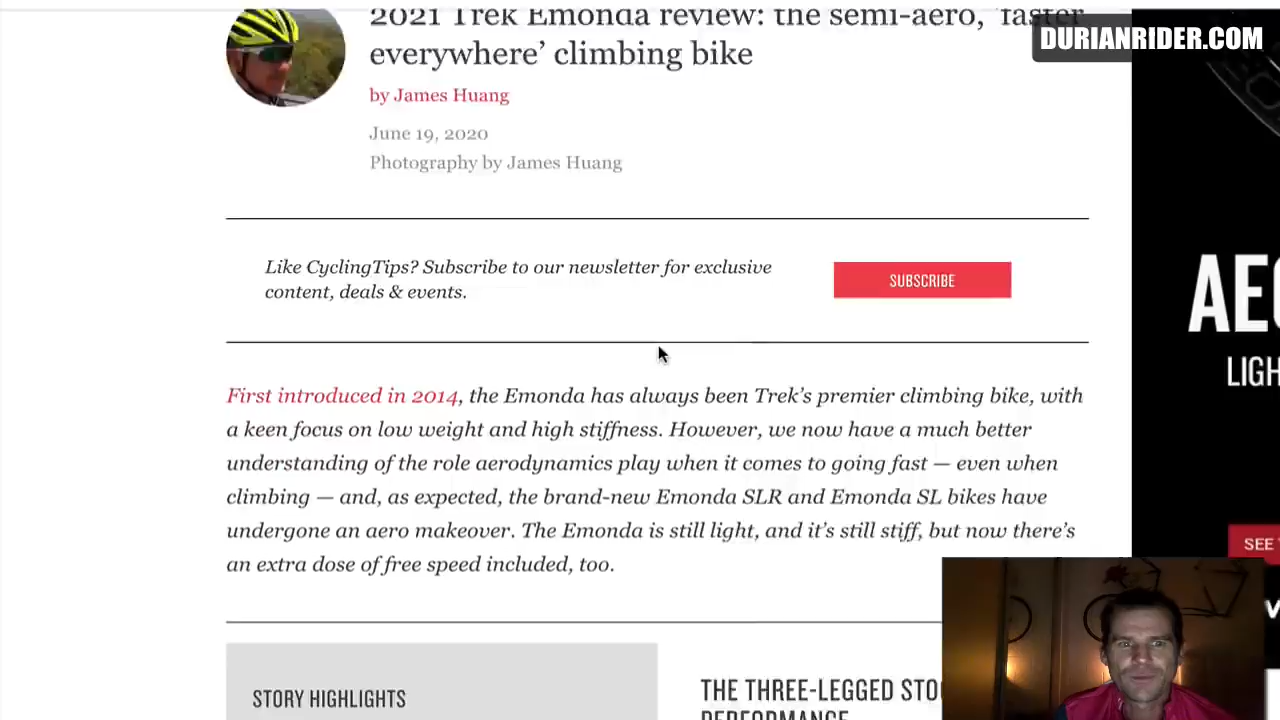 2021 Trek Emonda review: the semi-aero, 'faster
everywhere' climbing bike
DURIANRIDER.COM
by James Huang
June 19, 2020
Photography by James Huang
Like CyclingTips? Subscribe to our newsletter for exclusive
content, deals & events.
SUBSCRIBE
First introduced in 2014, the Emonda has always been Trek's premier climbing bike, with
a keen focus on low weight and high stiffness. However, we now have a much better
understanding of the role aerodynamics play when it comes to going fast — even when
climbing — and, as expected, the brand-new Emonda SLR and Emonda SL bikes have
undergone an aero makeover. The Emonda is still light, and it's still stiff, but now there's
an extra dose of free speed included, too.
STORY HIGHLIGHTS
THE THREE-LEGGED STO
PERFORMANCE
AE
LIGH
SEE